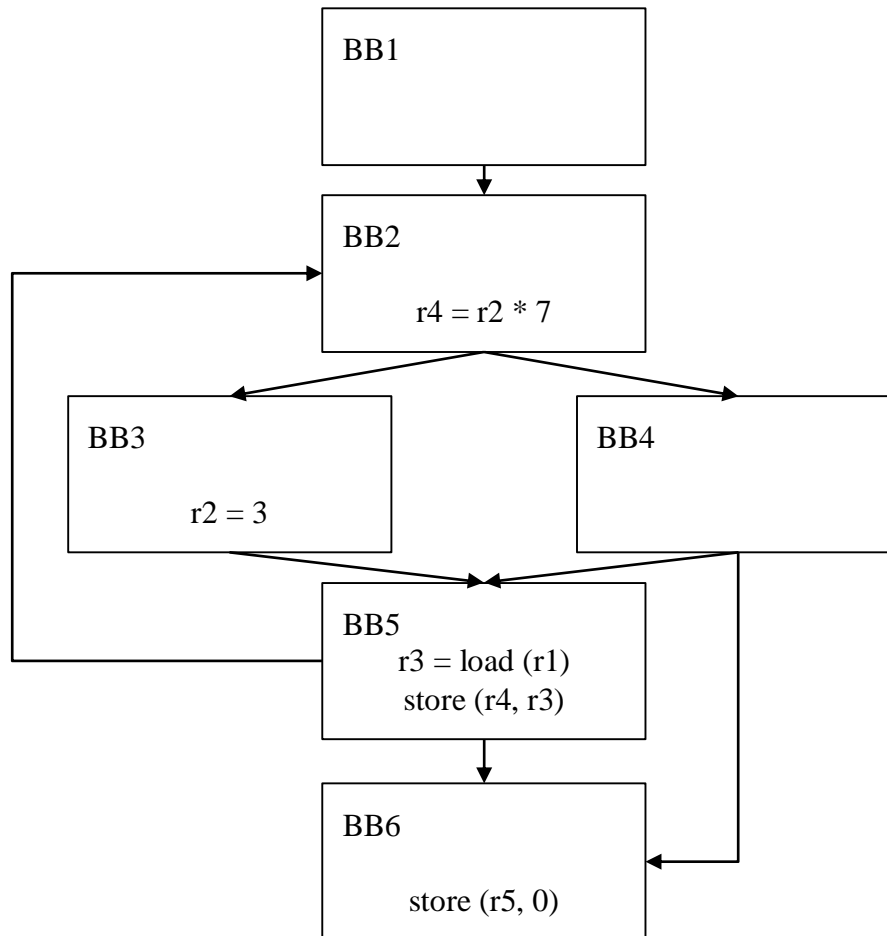 BB1
BB2
r4 = r2 * 7
BB3
r2 = 3
BB4
BB5
r3 = load (r1)
store (r4, r3)
BB6
store (r5, 0)